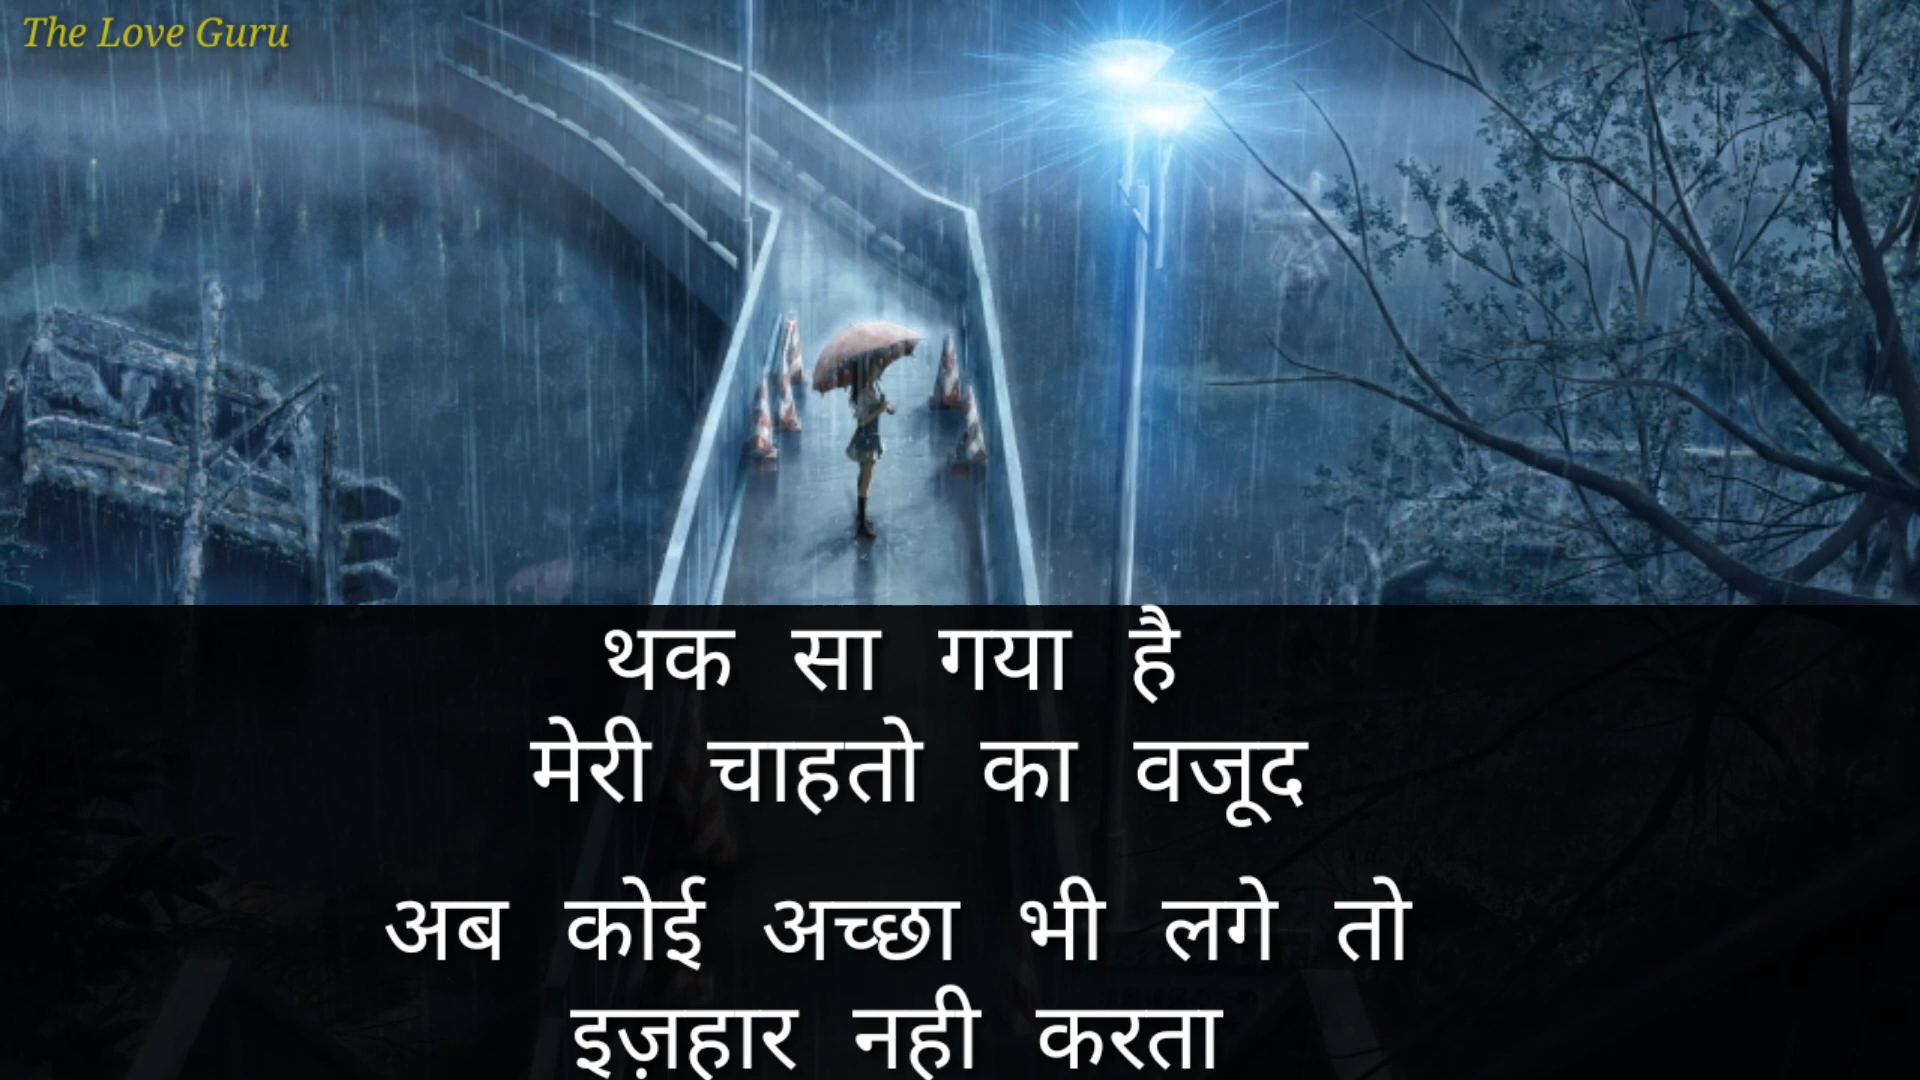 The Love Guru
थक सा गया है
मेरी चाहतो का वजूद
अब कोई अच्छा भी लगे तो
इज़हार नही करता